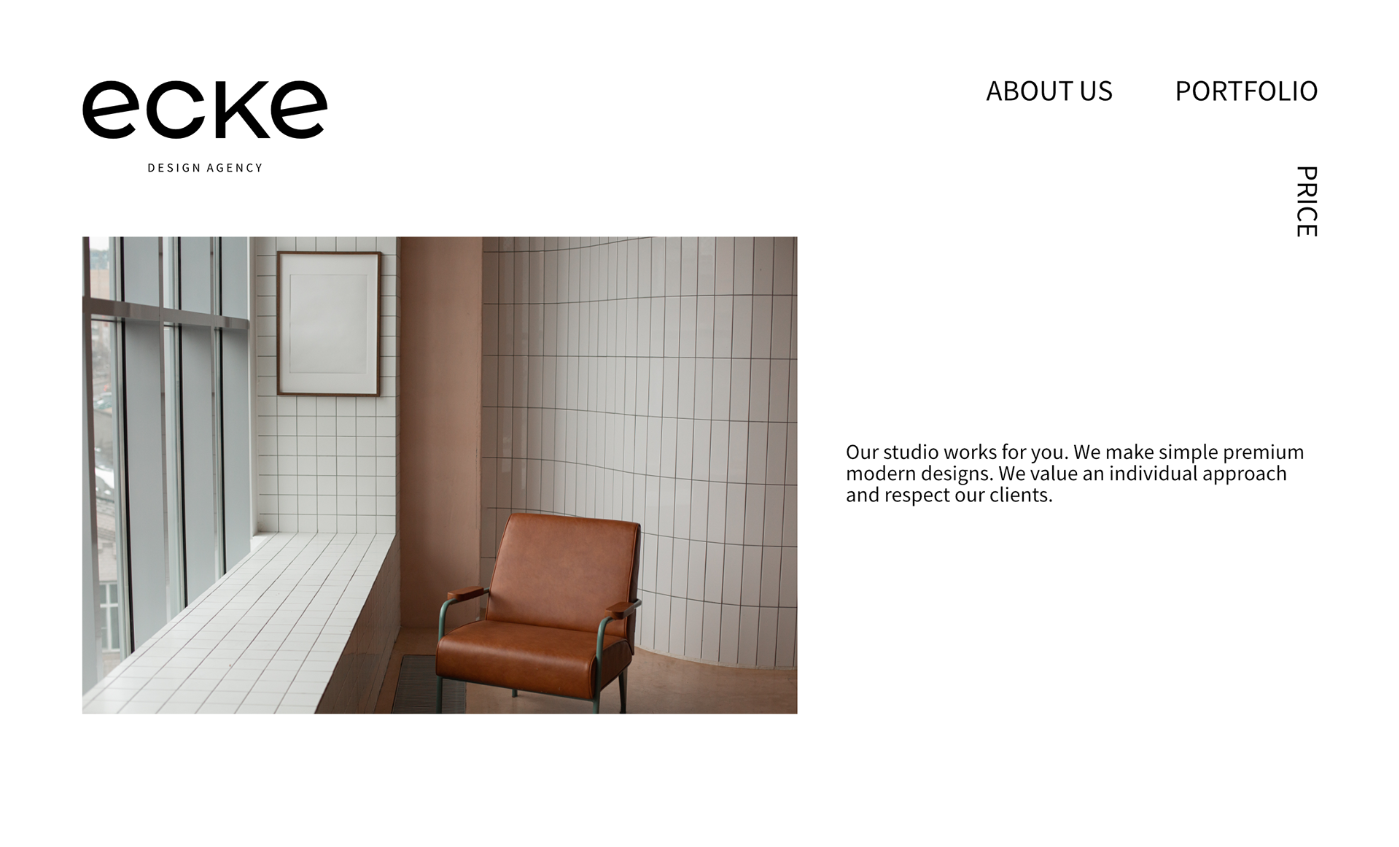 ecke
DESIGN AGENCY
ABOUT US
PORTFOLIO
PRICE
Our studio works for you. We make simple premium
modern designs. We value an individual approach
and respect our clients.